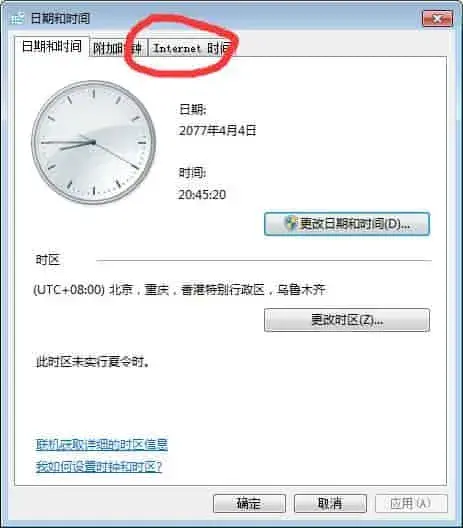 日期和时间
日期和时间 附加时钟 Internet 时间
日期:
2077年4月4日
时间:
20:45:20
更改日期和时间(D)...
时区
(UTC+08:00) 北京，重庆，香港特别行政区，乌鲁木齐
更改时区(Z)...
此时区未实行夏令时。
联机获取详细的时区信息
我如何设置时钟和时区?
确定 取消 应用(A)